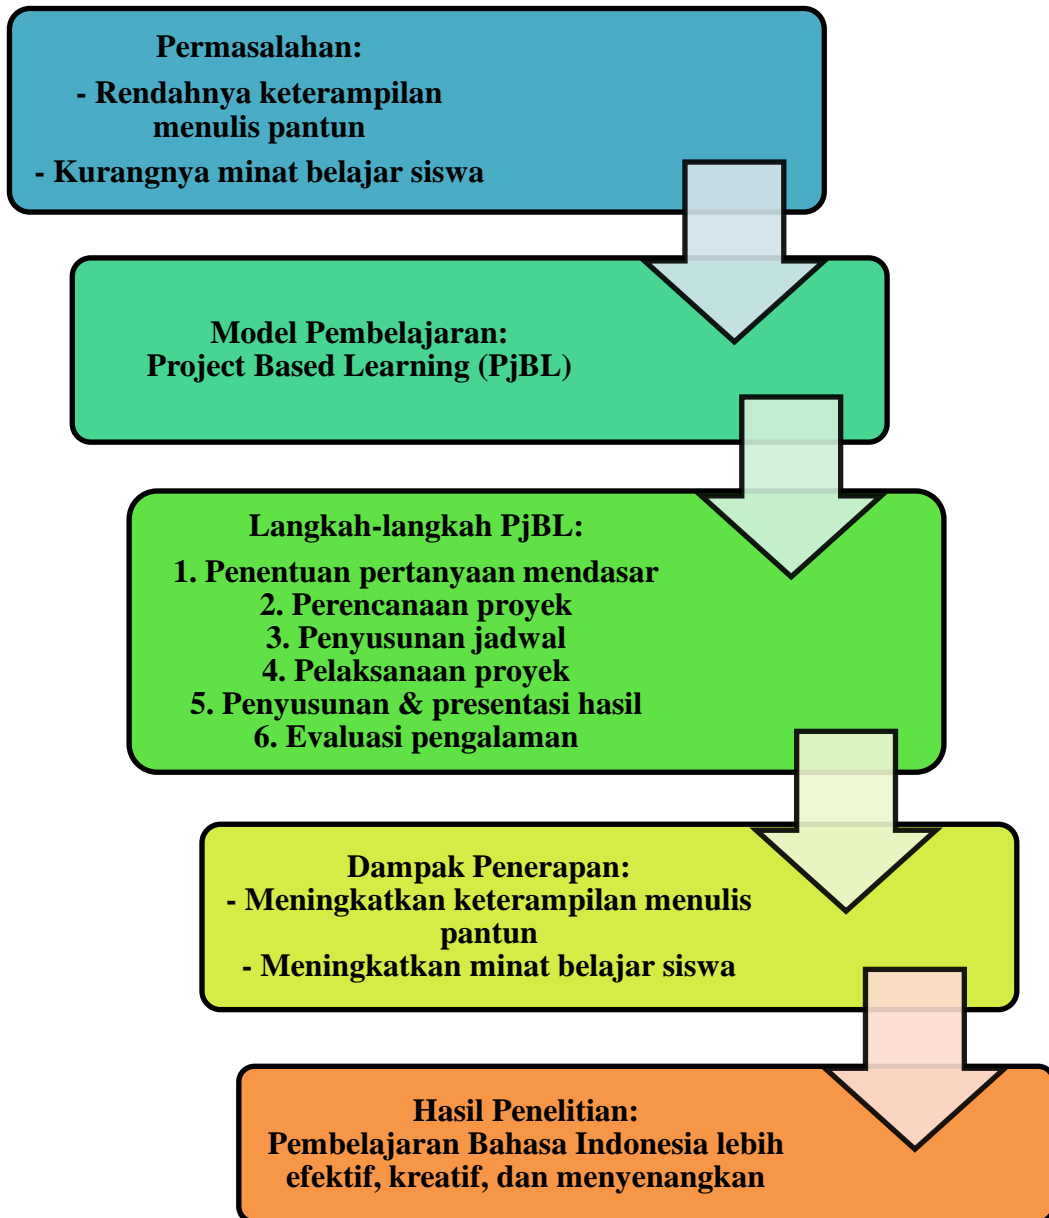 Permasalahan:
- Rendahnya keterampilan
menulis pantun
- Kurangnya minat belajar siswa
Model Pembelajaran:
Project Based Learning (PjBL)
Langkah-langkah PjBL:
1. Penentuan pertanyaan mendasar
2. Perencanaan proyek
3. Penyusunan jadwal
4. Pelaksanaan proyek
5. Penyusunan & presentasi hasil
6. Evaluasi pengalaman
Dampak Penerapan:
- Meningkatkan keterampilan menulis
pantun
- Meningkatkan minat belajar siswa
Hasil Penelitian:
Pembelajaran Bahasa Indonesia lebih
efektif, kreatif, dan menyenangkan